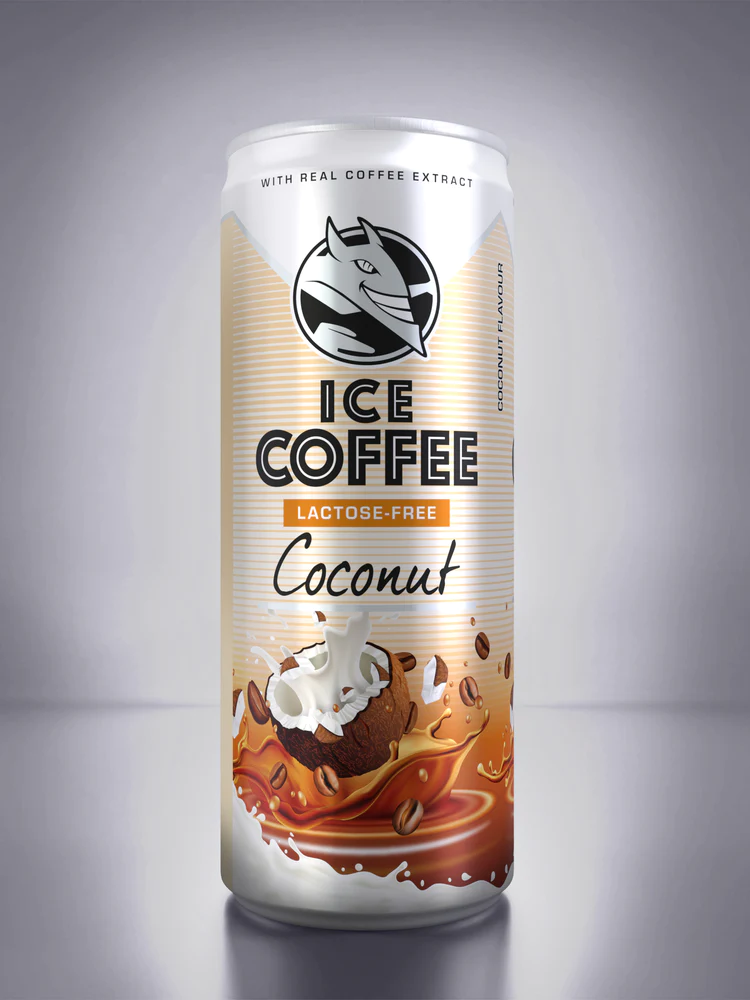 WITH REAL COFFEE EXTRACT
ICE
COFFEE
LACTOSE-FREE
Coconut
COCONUT FLAVOUR